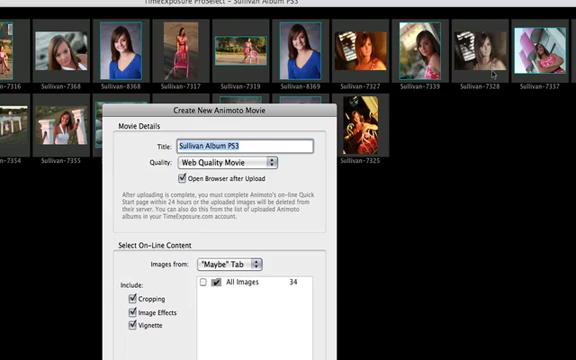 TimeExposure ProSelect - Sullivan Album PS3
7316 Sullivan-7368 Sullivan-8368 Sullivan-7317 Sullivan-7319 Sullivan-8369 Sullivan-7327 Sullivan-7339 Sullivan-7328 Sullivan-7337
-7354 Sullivan-7355 Sullivan-7325
Create New Animoto Movie
Movie Details
Title: Sullivan Album PS3
Quality: Web Quality Movie
Open Browser after Upload
After uploading is complete, you must complete Animoto's on-line Quick
Start page within 24 hours or the uploaded images will be deleted from
their server. You can also do this from the list of uploaded Animoto
albums in your TimeExposure.com account.
Select On-Line Content
Images from: "Maybe" Tab
Include: All Images 34
Cropping
Image Effects
Vignette